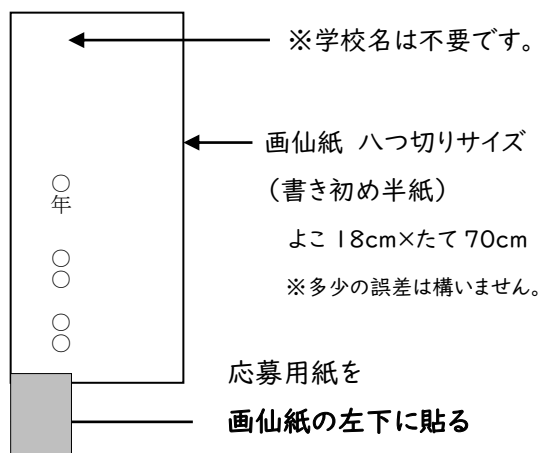 ※学校名は不要です。
画仙紙 八つ切りサイズ
（書き初め半紙）
よこ 18cm×たて 70cm
※多少の誤差は構いません。
○年 ○○ ○○
応募用紙を
画仙紙の左下に貼る